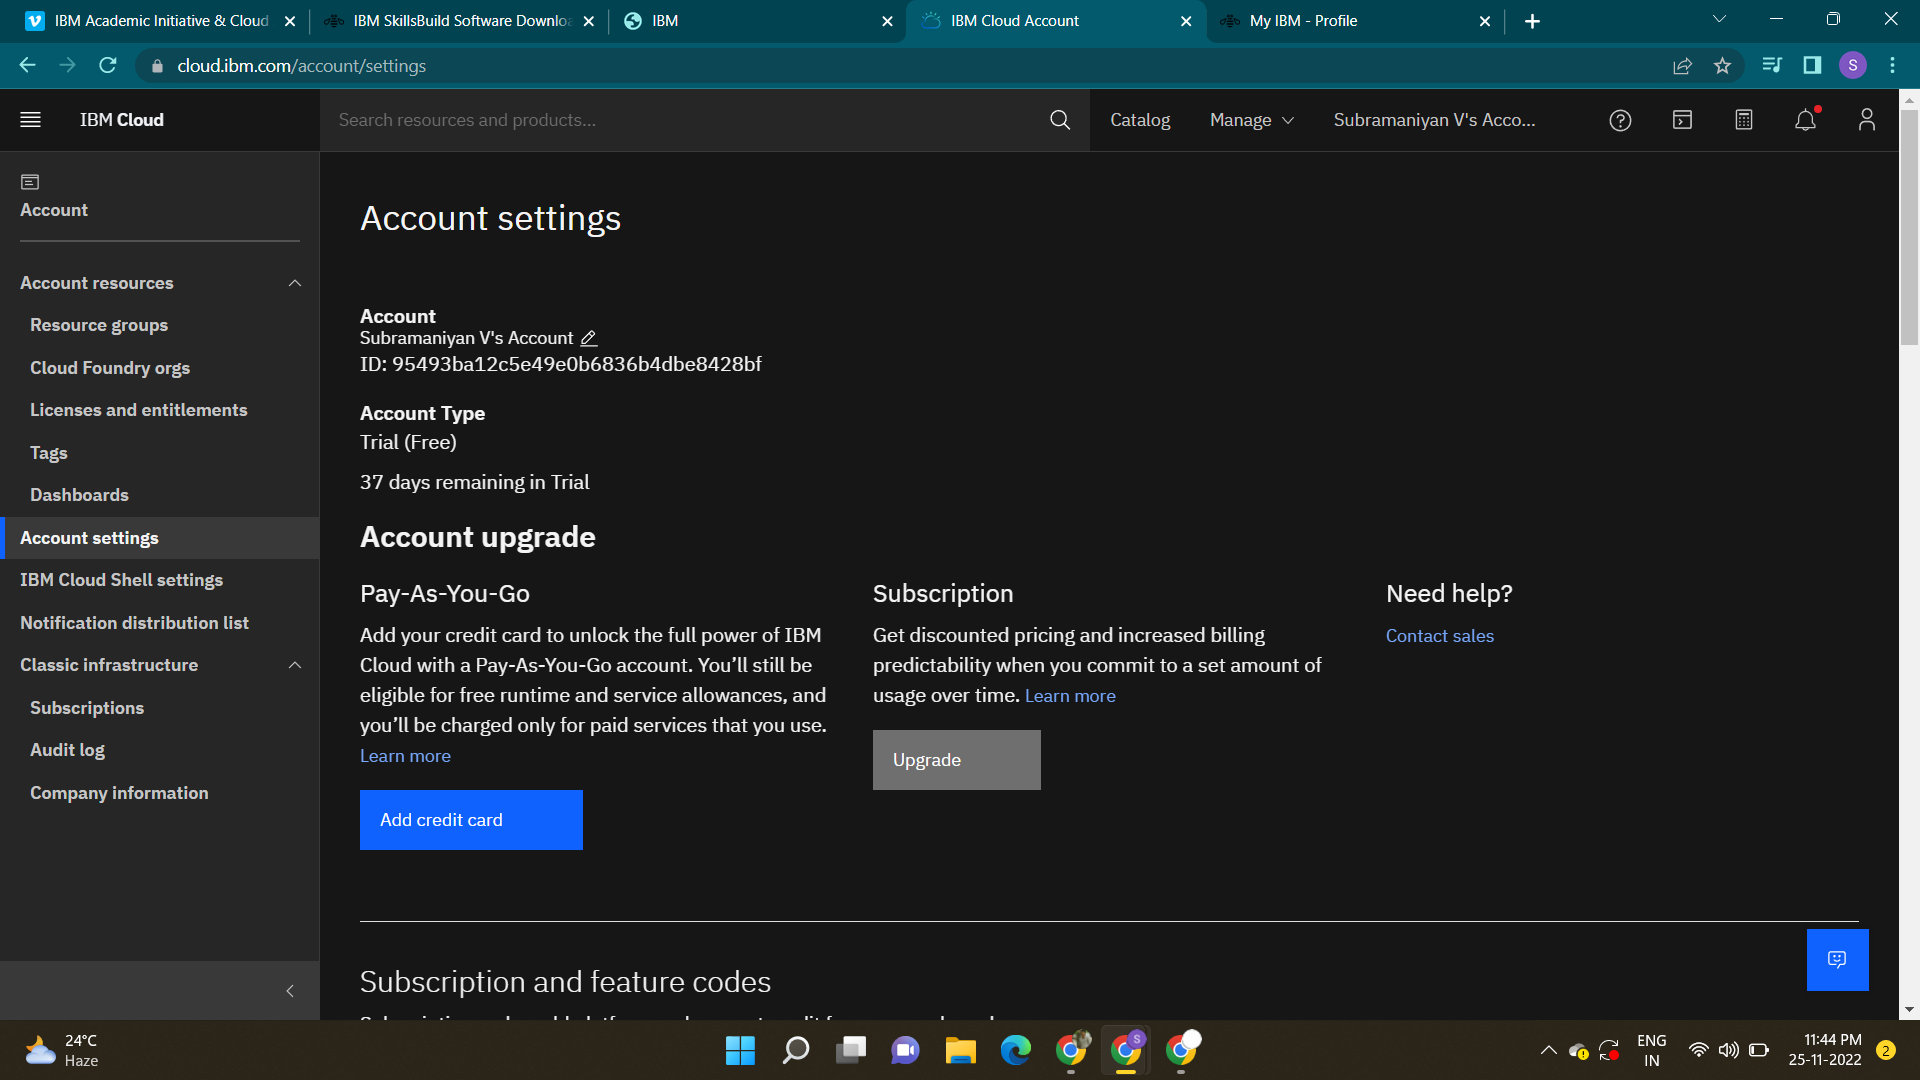 IBM Academic Initiative & Cloud
IBM SkillsBuild Software Downlo
IBM
IBM Cloud Account
My IBM - Profile
cloud.ibm.com/account/settings
S
IBM Cloud
Search resources and products...
Catalog
Manage
Subramaniyan V's Acco...
Account
Account resources
Resource groups
Cloud Foundry orgs
Licenses and entitlements
Tags
Dashboards
Account settings
IBM Cloud Shell settings
Notification distribution list
Classic infrastructure
Subscriptions
Audit log
Company information
Account settings
Account
Subramaniyan V's Account
ID: 95493ba12c5e49e0b6836b4dbe8428bf
Account Type
Trial (Free)
37 days remaining in Trial
Account upgrade
Pay-As-You-Go
Add your credit card to unlock the full power of IBM
Cloud with a Pay-As-You-Go account. You’ll still be
eligible for free runtime and service allowances, and
you’ll be charged only for paid services that you use.
Learn more
Add credit card
Subscription
Get discounted pricing and increased billing
predictability when you commit to a set amount of
usage over time. Learn more
Upgrade
Need help?
Contact sales
Subscription and feature codes
24°C
Haze
S
ENG
IN
11:44 PM
25-11-2022
2